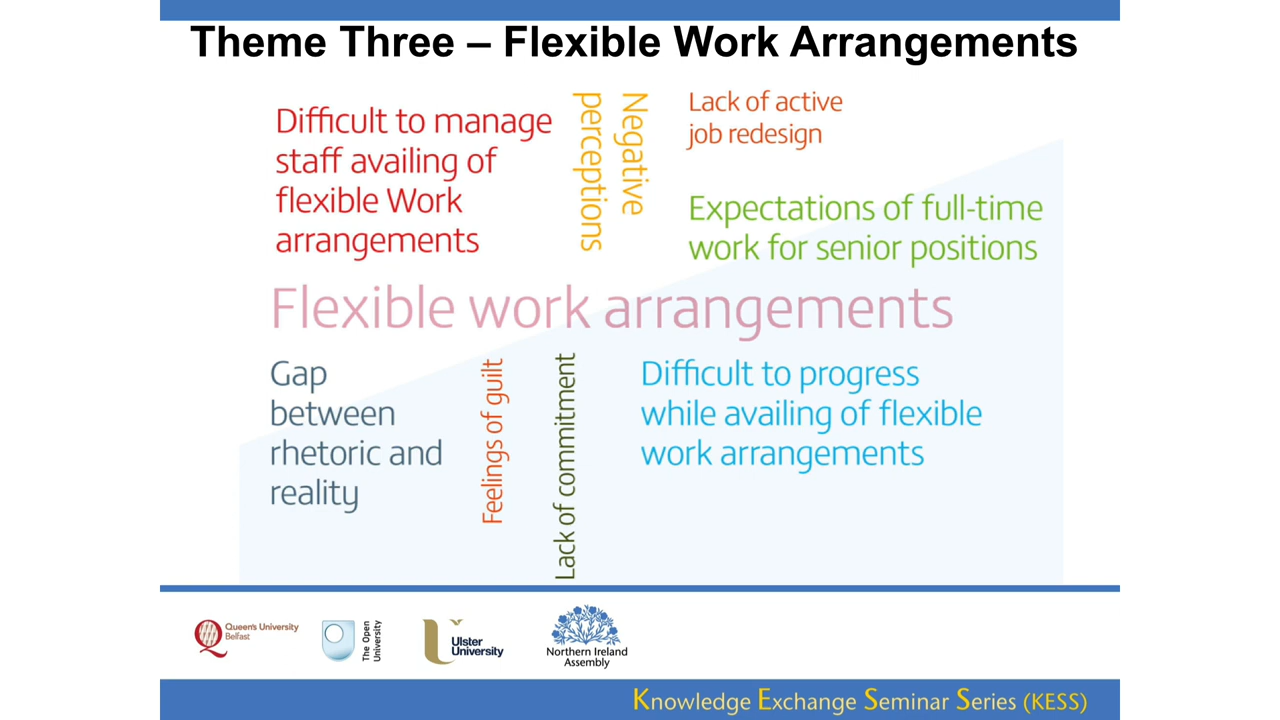 Theme Three – Flexible Work Arrangements
Difficult to manage
staff availing of
flexible Work
arrangements
Negative
perceptions
Lack of active
job redesign
Expectations of full-time
work for senior positions
Flexible work arrangements
Gap
between
rhetoric and
reality
Feelings of guilt
Lack of commitment
Difficult to progress
while availing of flexible
work arrangements
Queen's University
Belfast
The Open
University
Ulster
University
Northern Ireland
Assembly
Knowledge Exchange Seminar Series (KESS)